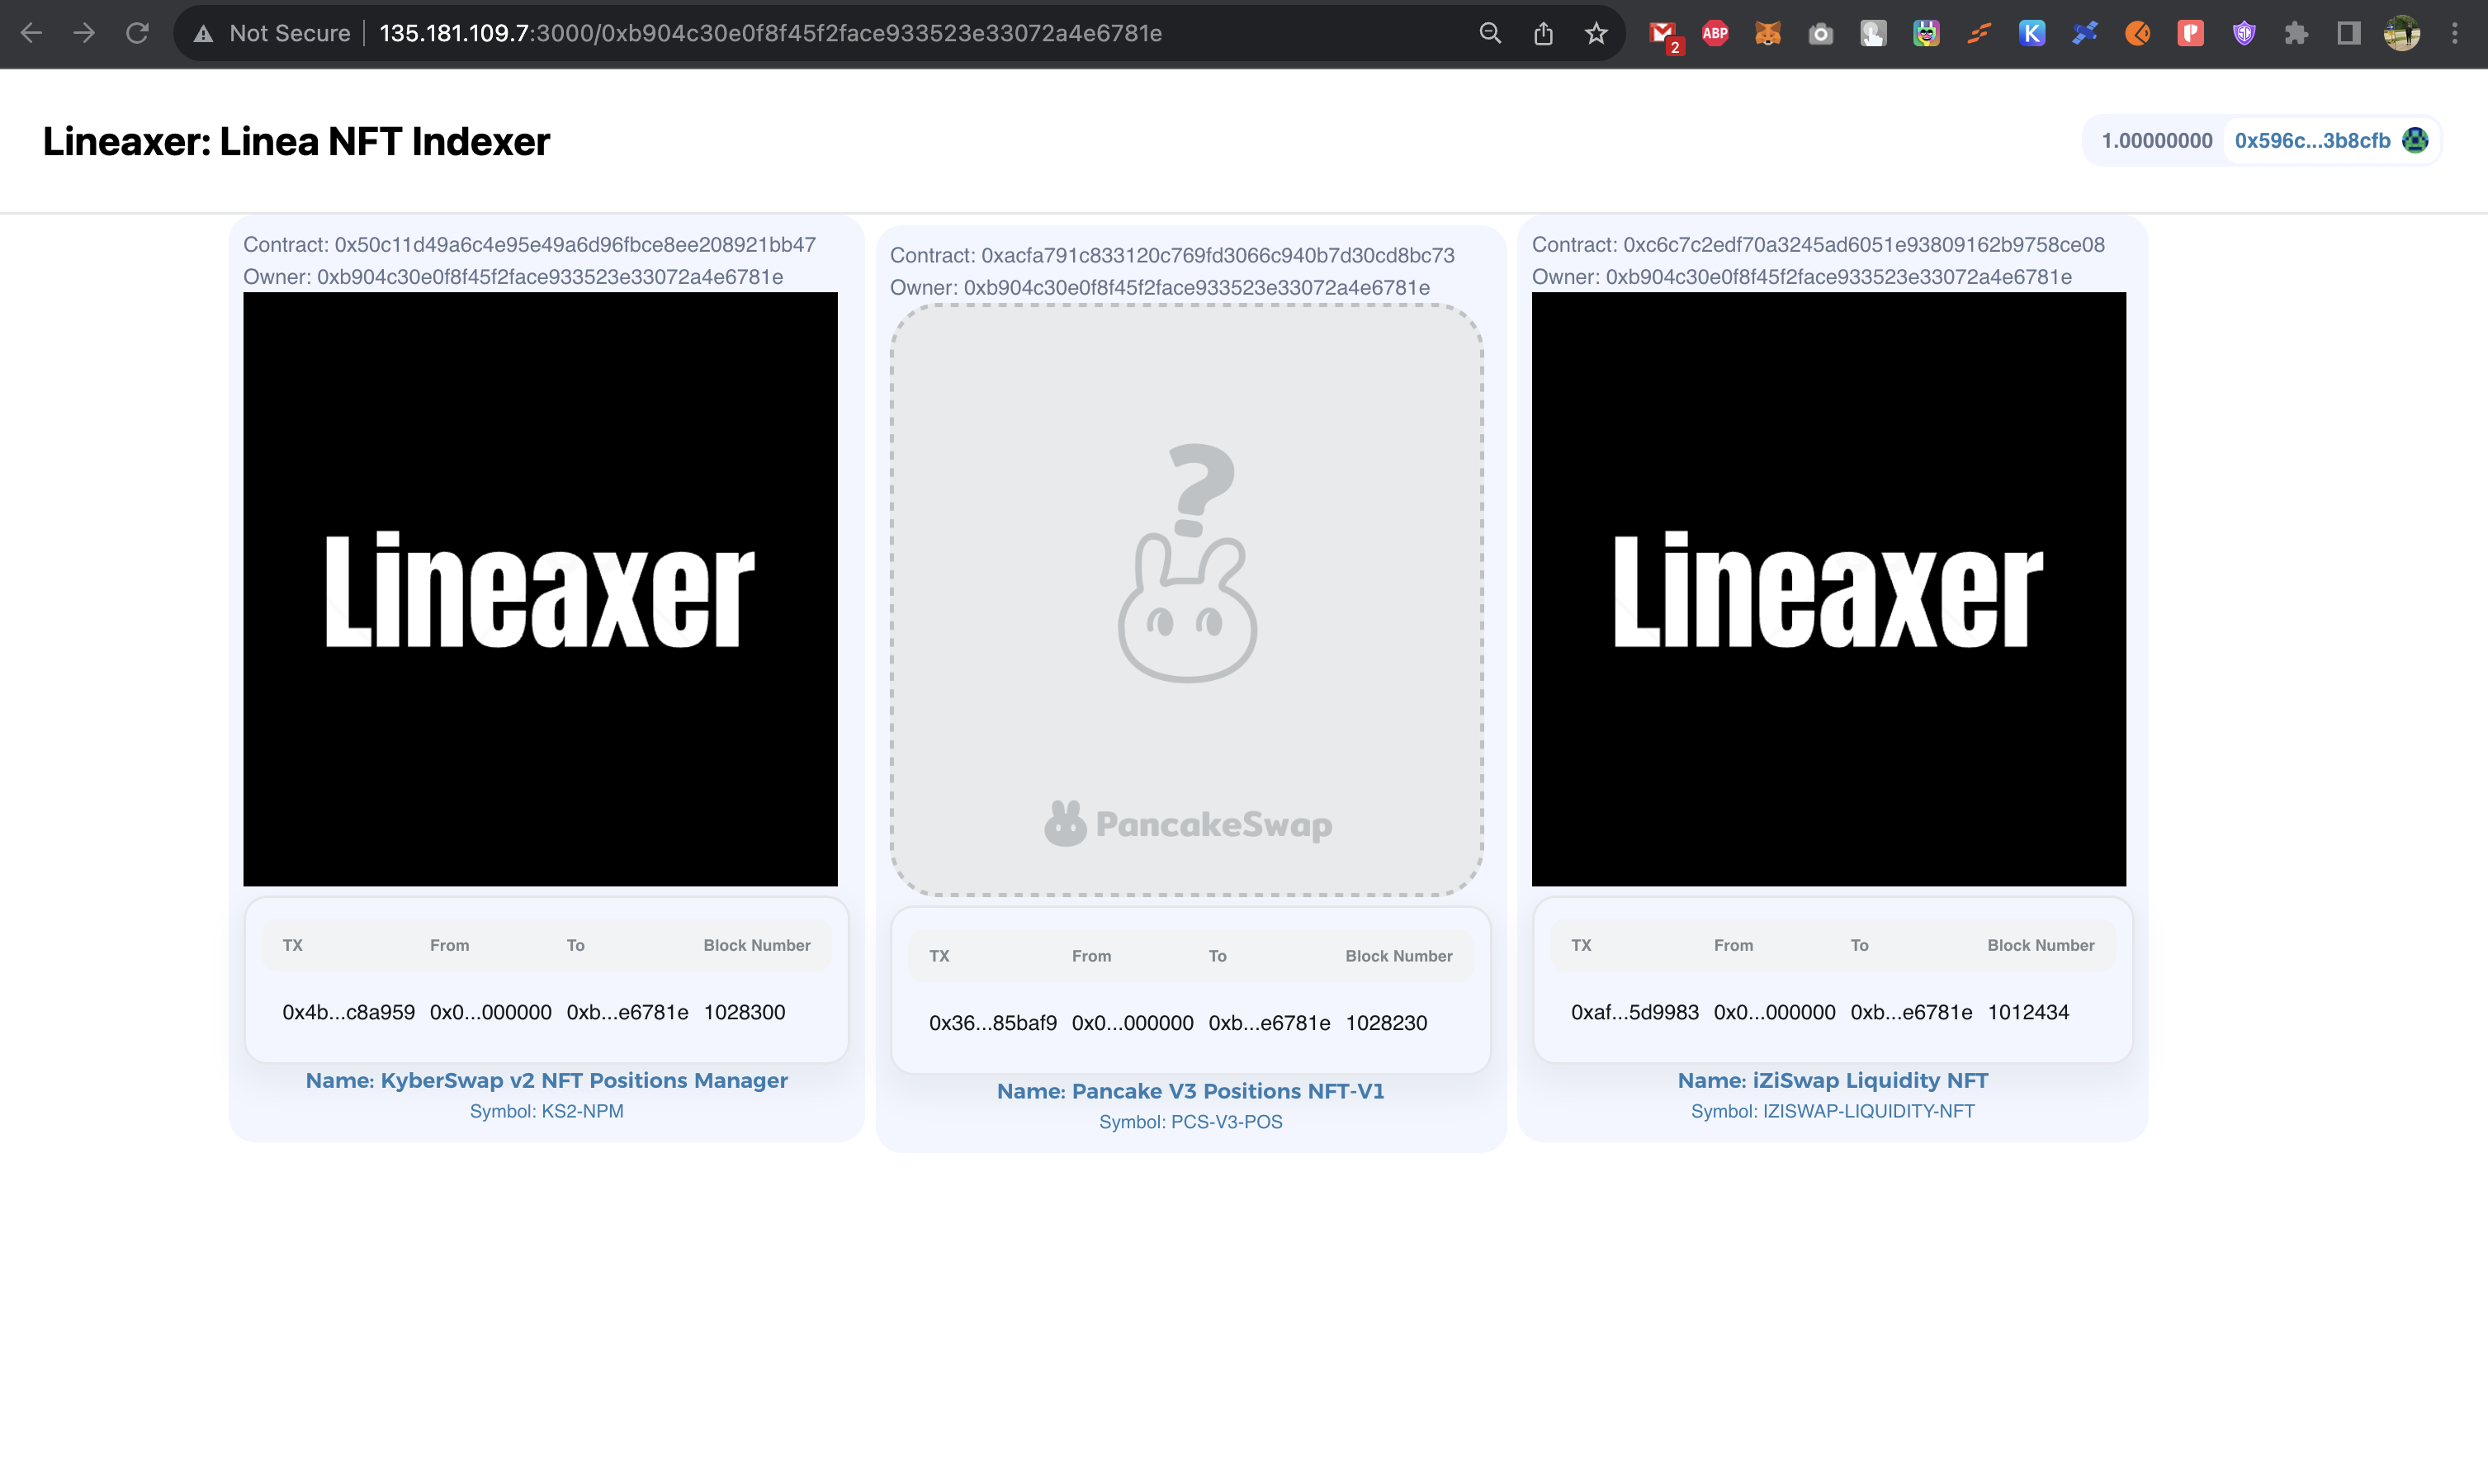 Not Secure
135.181.109.7:3000/0xb904c30e0f8f45f2face933523e33072a4e6781e
2
ABP
K
Lineaxer: Linea NFT Indexer
1.00000000
0x596c...3b8cfb
Contract: 0x50c11d49a6c4e95e49a6d96fbce8ee208921bb47
Owner: 0xb904c30e0f8f45f2face933523e33072a4e6781e
Lineaxer
TX From To Block Number
0x4b...c8a959 0x0...000000 0xb...e6781e 1028300
Name: KyberSwap v2 NFT Positions Manager
Symbol: KS2-NPM
Contract: 0xacfa791c833120c769fd3066c940b7d30cd8bc73
Owner: 0xb904c30e0f8f45f2face933523e33072a4e6781e
?
PancakeSwap
TX From To Block Number
0x36...85baf9 0x0...000000 0xb...e6781e 1028230
Name: Pancake V3 Positions NFT-V1
Symbol: PCS-V3-POS
Contract: 0xc6c7c2edf70a3245ad6051e93809162b9758ce08
Owner: 0xb904c30e0f8f45f2face933523e33072a4e6781e
Lineaxer
TX From To Block Number
0xaf...5d9983 0x0...000000 0xb...e6781e 1012434
Name: iZiSwap Liquidity NFT
Symbol: IZISWAP-LIQUIDITY-NFT